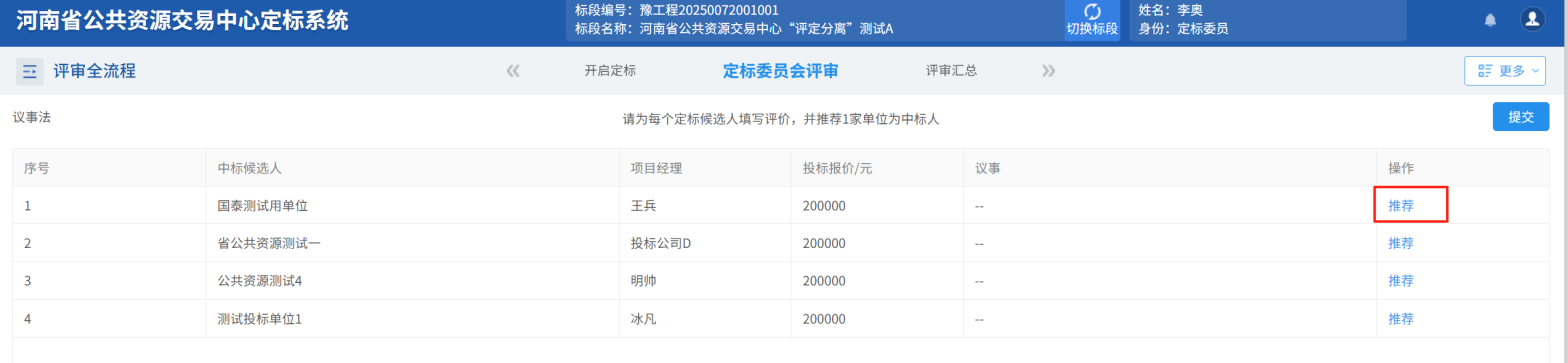 河南省公共资源交易中心定标系统
标段编号：豫工程20250072001001
标段名称：河南省公共资源交易中心“评定分离”测试A
切换标段
姓名：李奥
身份：定标委员
评审全流程
开启定标
定标委员会评审
评审汇总
更多
议事法
请为每个定标候选人填写评价，并推荐1家单位为中标人
提交
序号 中标候选人 项目经理 投标报价/元 议事 操作
1 国泰测试用单位 王兵 200000 -- 推荐
2 省公共资源测试一 投标公司D 200000 -- 推荐
3 公共资源测试4 明帅 200000 -- 推荐
4 测试投标单位1 冰凡 200000 -- 推荐